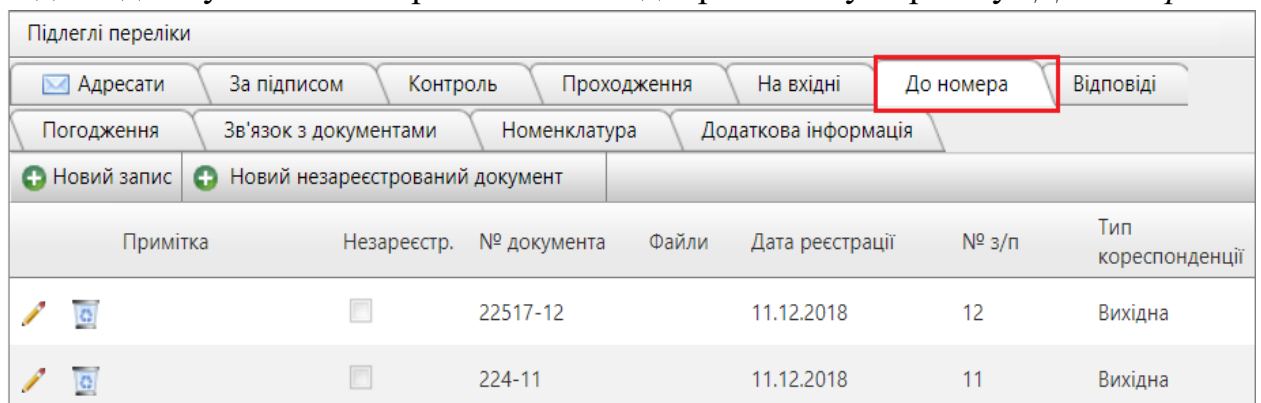 Підлеглі переліки
Адресати За підписом Контроль Проходження На вхідні До номера Відповіді
Погодження Зв'язок з документами Номенклатура Додаткова інформація
Новий запис Новий незареєстрований документ
Примітка Незареєстр. № документа Файли Дата реєстрації № з/п Тип кореспонденції
22517-12 11.12.2018 12 Вихідна
224-11 11.12.2018 11 Вихідна